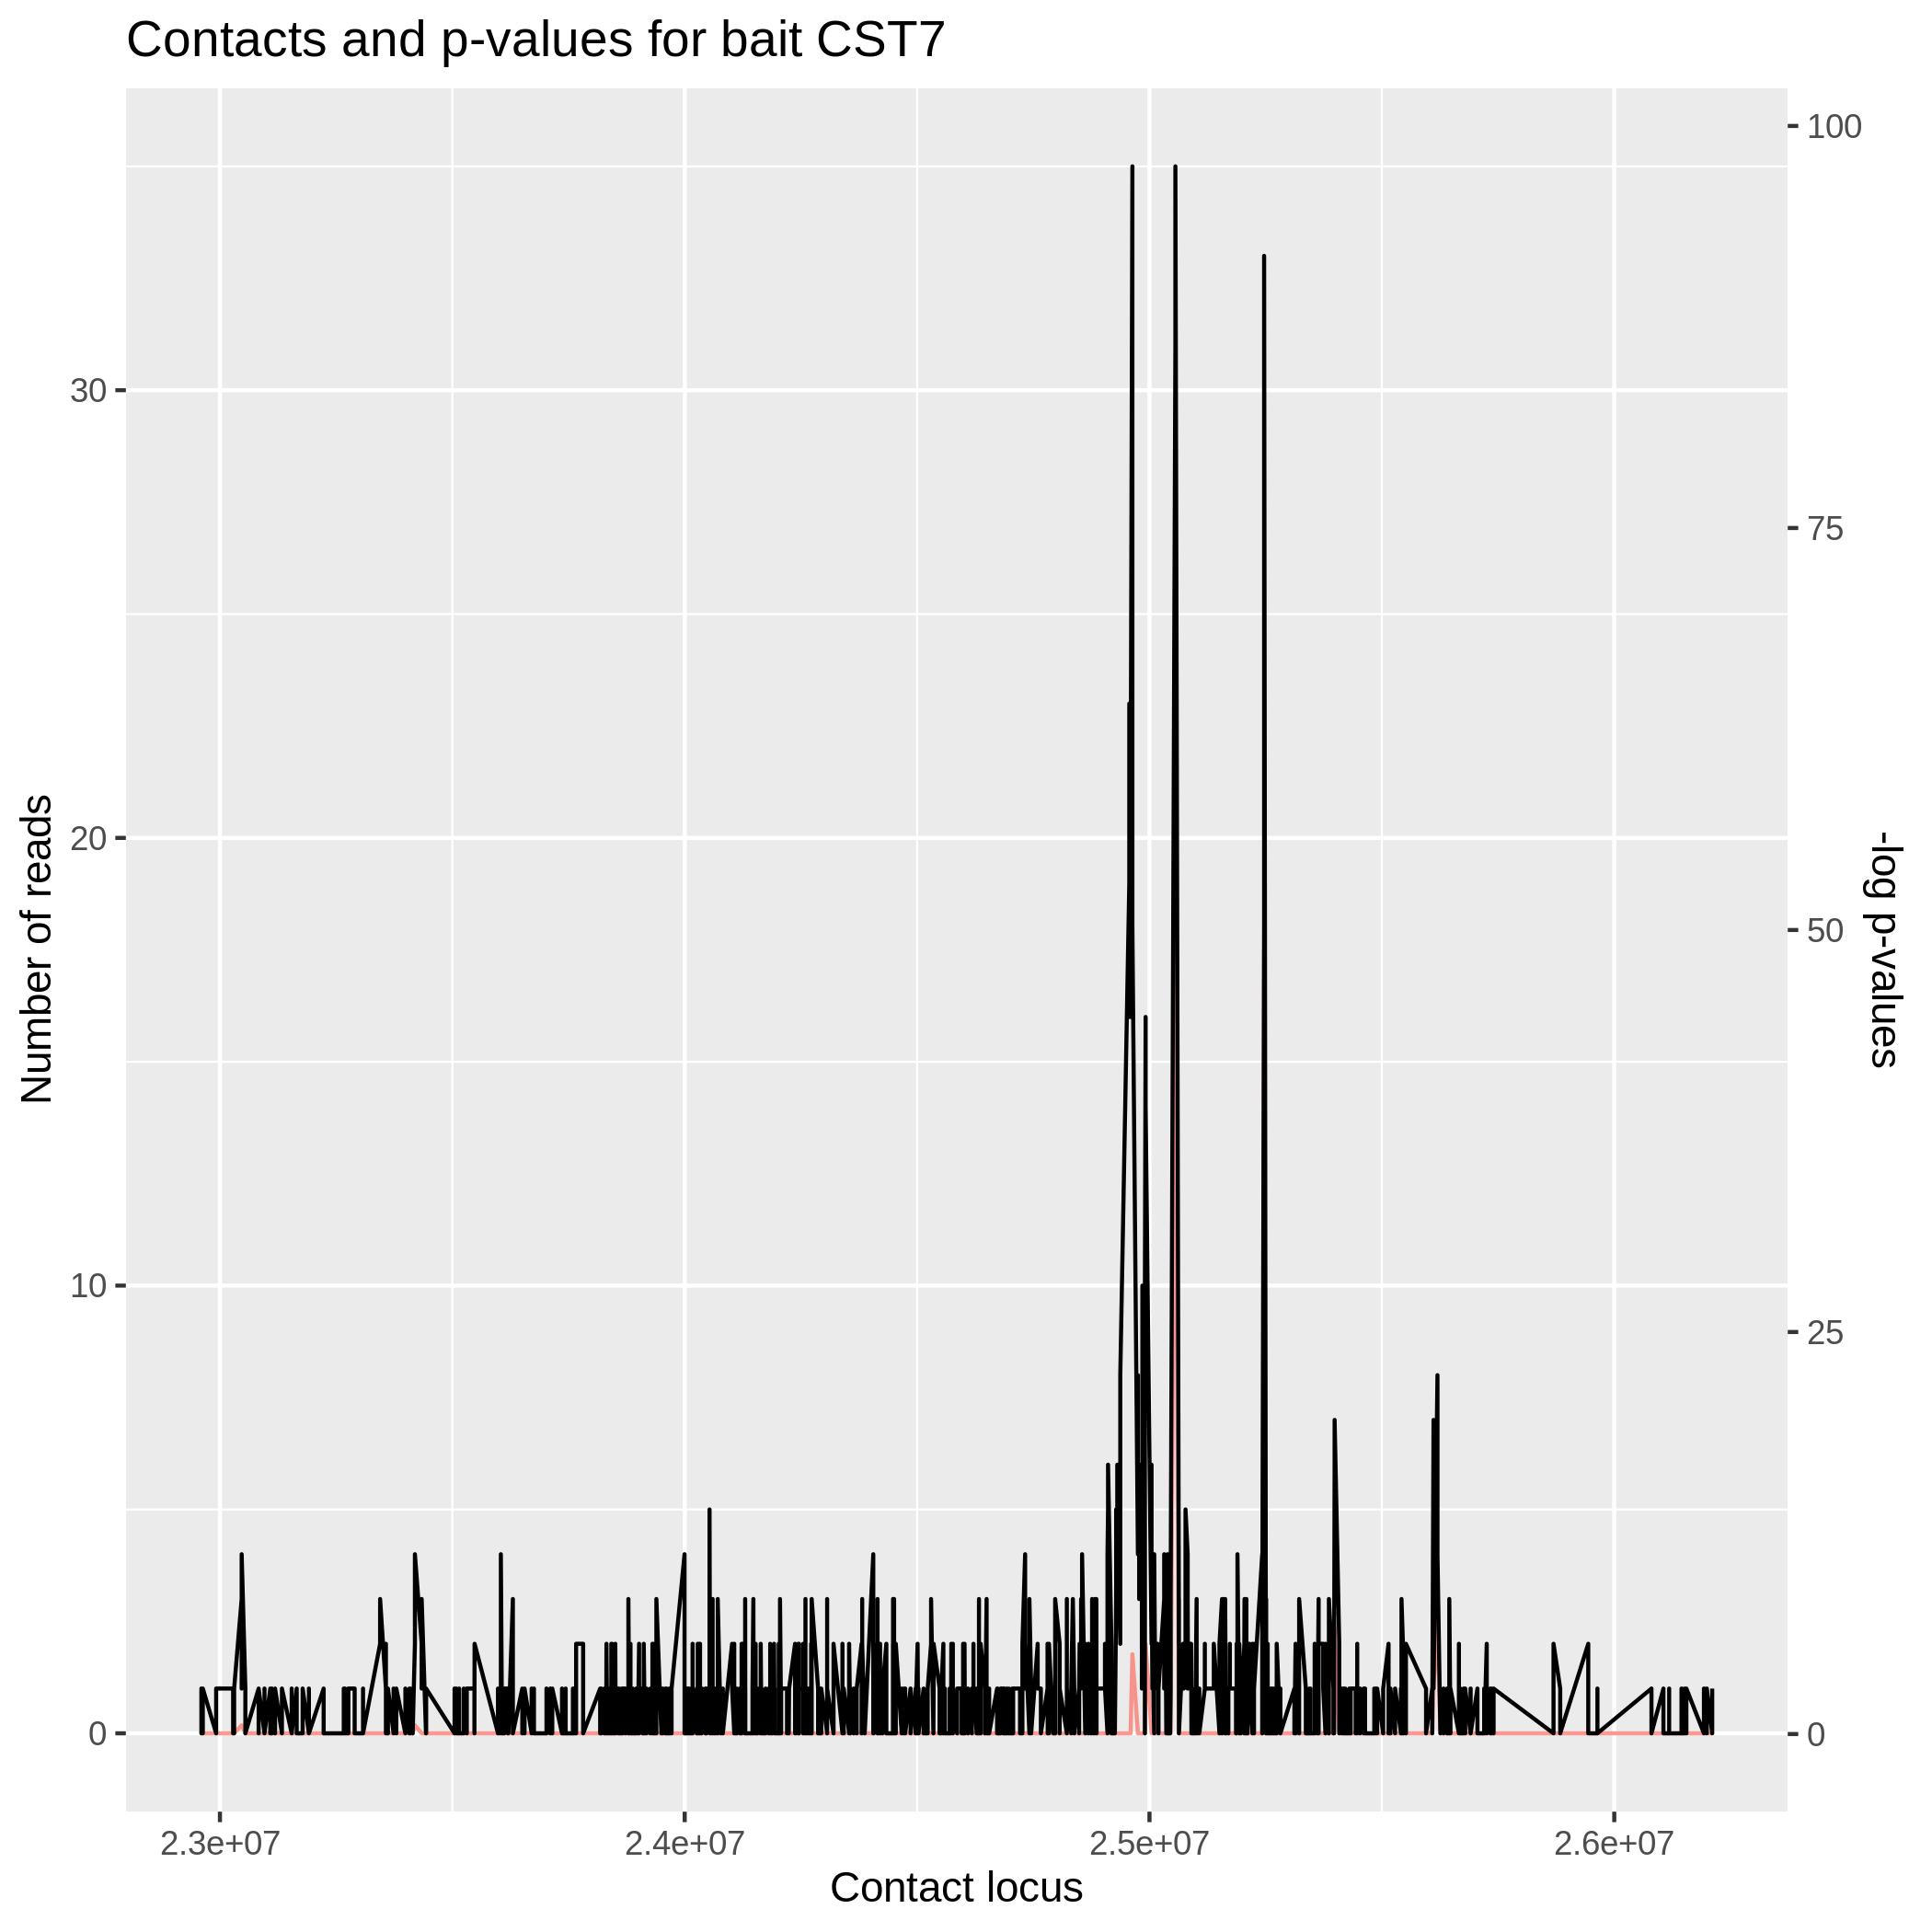 Contacts and p-values for bait CST7
Number of reads
30
20
10
0
100
75
50
25
0
-log p-values
2.3e+07
2.4e+07
2.5e+07
2.6e+07
Contact locus